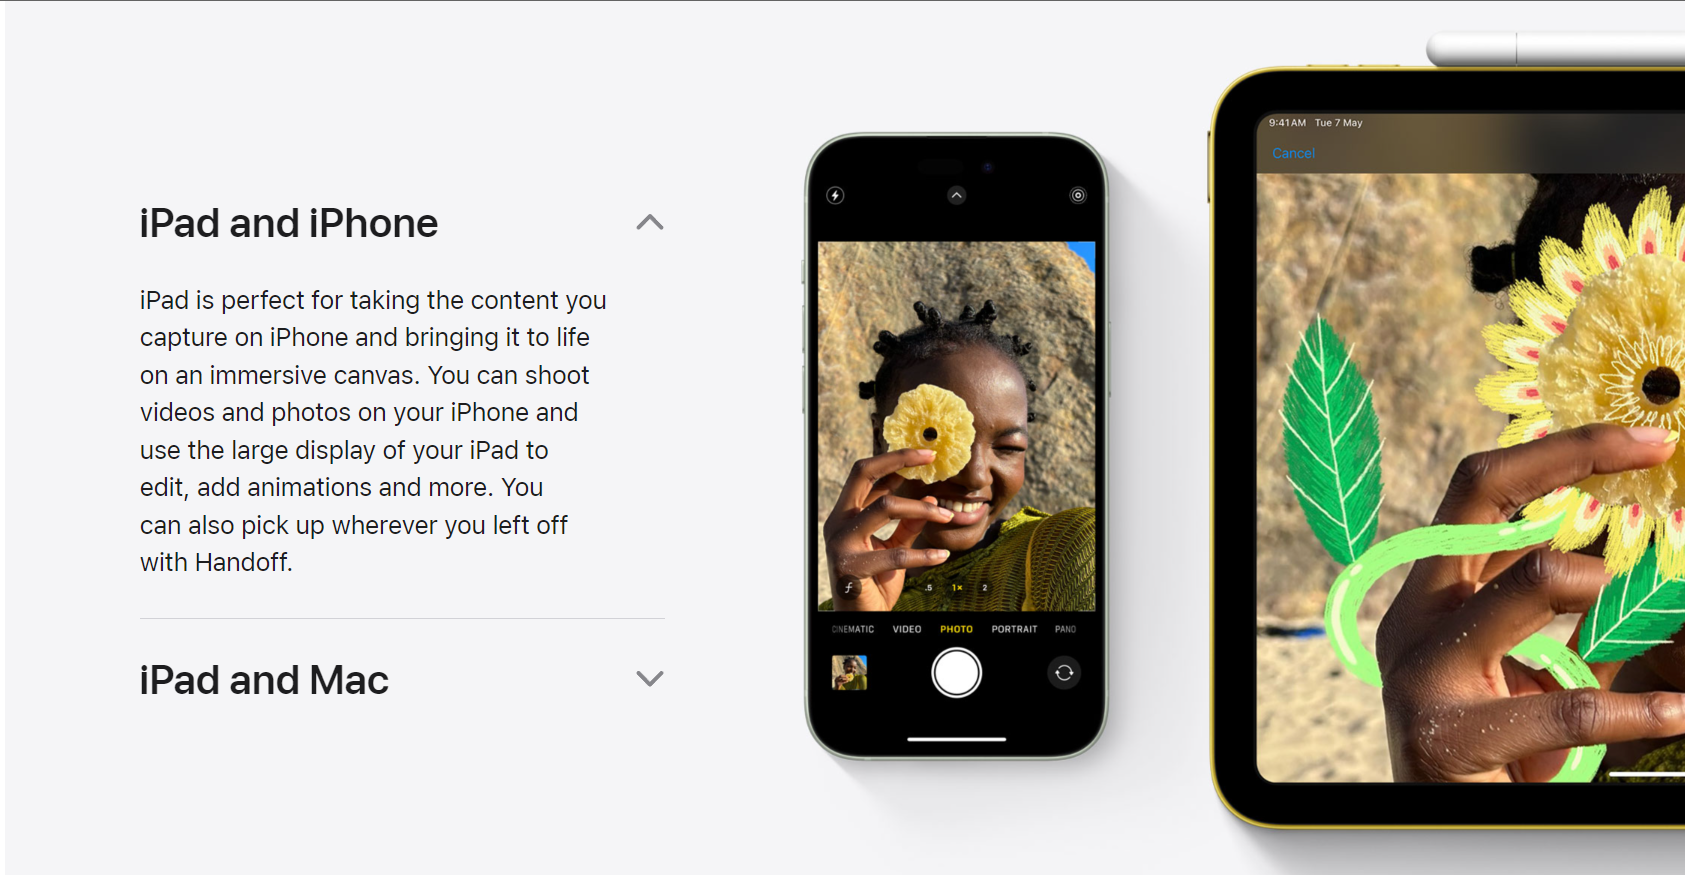 iPad and iPhone
iPad is perfect for taking the content you
capture on iPhone and bringing it to life
on an immersive canvas. You can shoot
videos and photos on your iPhone and
use the large display of your iPad to
edit, add animations and more. You
can also pick up wherever you left off
with Handoff.
iPad and Mac
.5 1× 2
CINEMATIC VIDEO PHOTO PORTRAIT PANO
9:41 AM Tue 7 May
Cancel